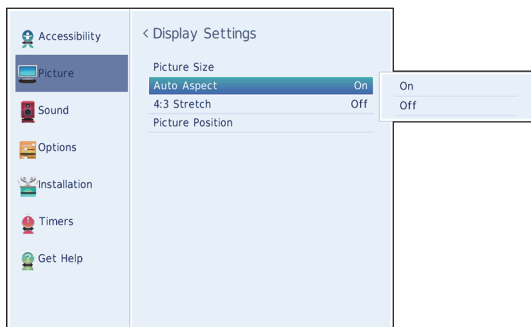 Accessibility
Picture
Sound
Options
Installation
Timers
Get Help
< Display Settings
Picture Size
Auto Aspect On
4:3 Stretch Off
Picture Position
On
Off